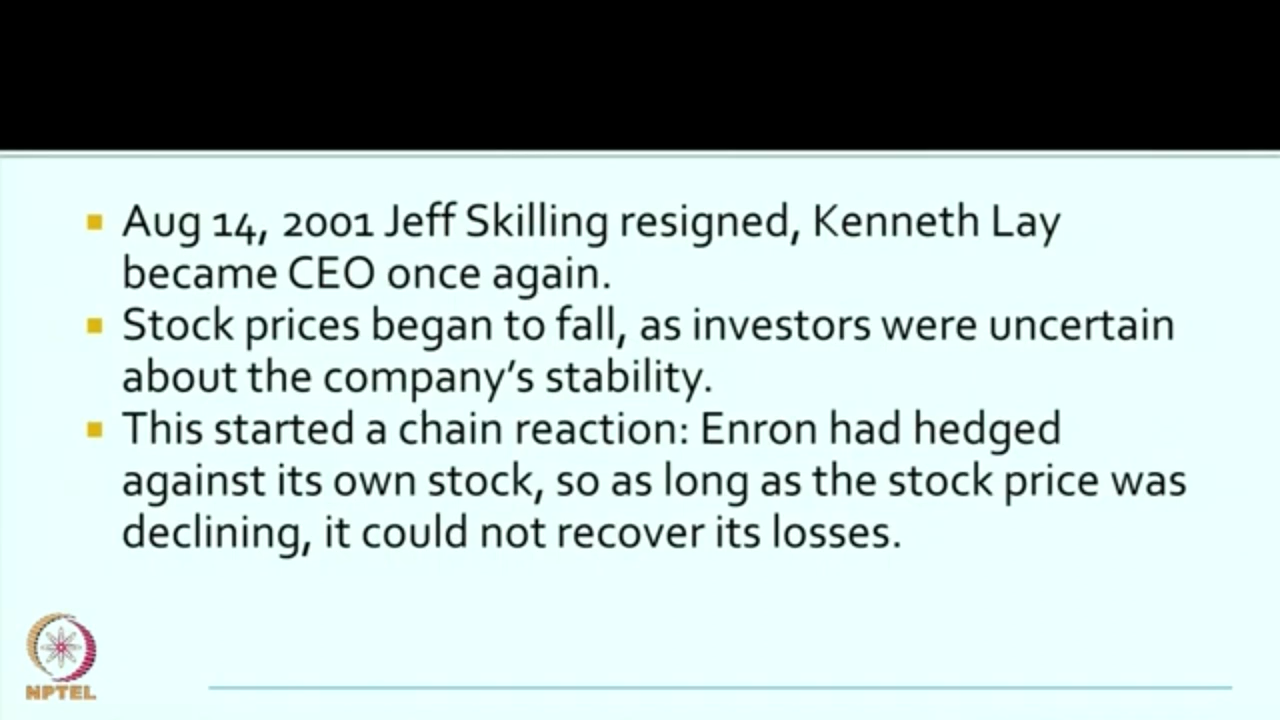 Aug 14, 2001 Jeff Skilling resigned, Kenneth Lay
became CEO once again.
Stock prices began to fall, as investors were uncertain
about the company’s stability.
This started a chain reaction: Enron had hedged
against its own stock, so as long as the stock price was
declining, it could not recover its losses.
NPTEL